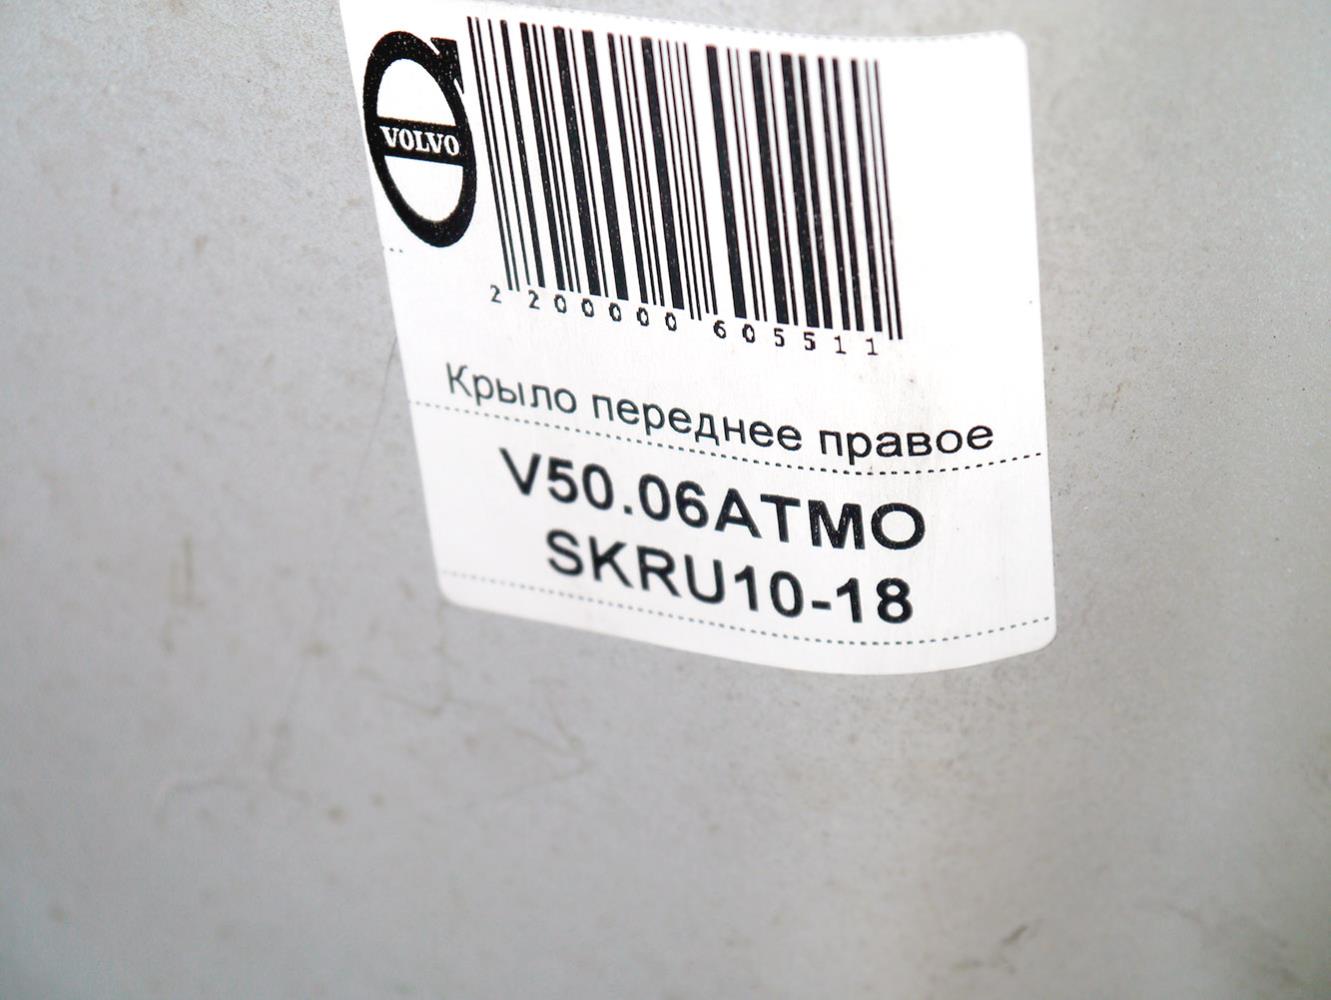 VOLVO
2 200000 605511
Крыло переднее правое
V50.06ATMO
SKRU10-18